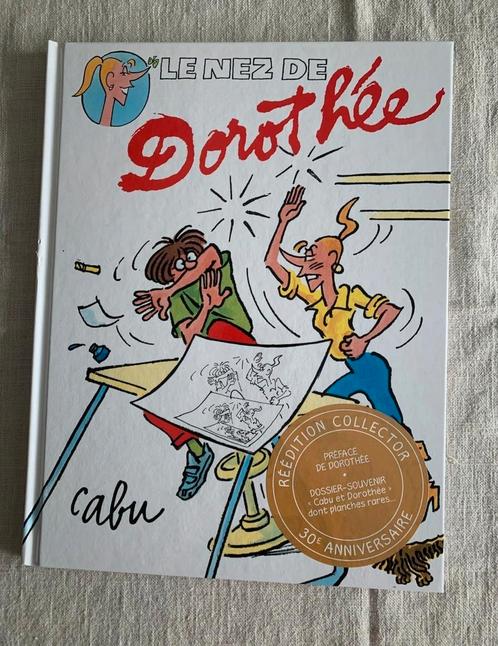 LE NEZ DE
Dorothée
cabu
RÉÉDITION COLLECTOR
PRÉFACE
DE DOROTHÉE
DOSSIER-SOUVENIR
« Cabu et Dorothée »
dont planches rares...
30E ANNIVERSAIRE